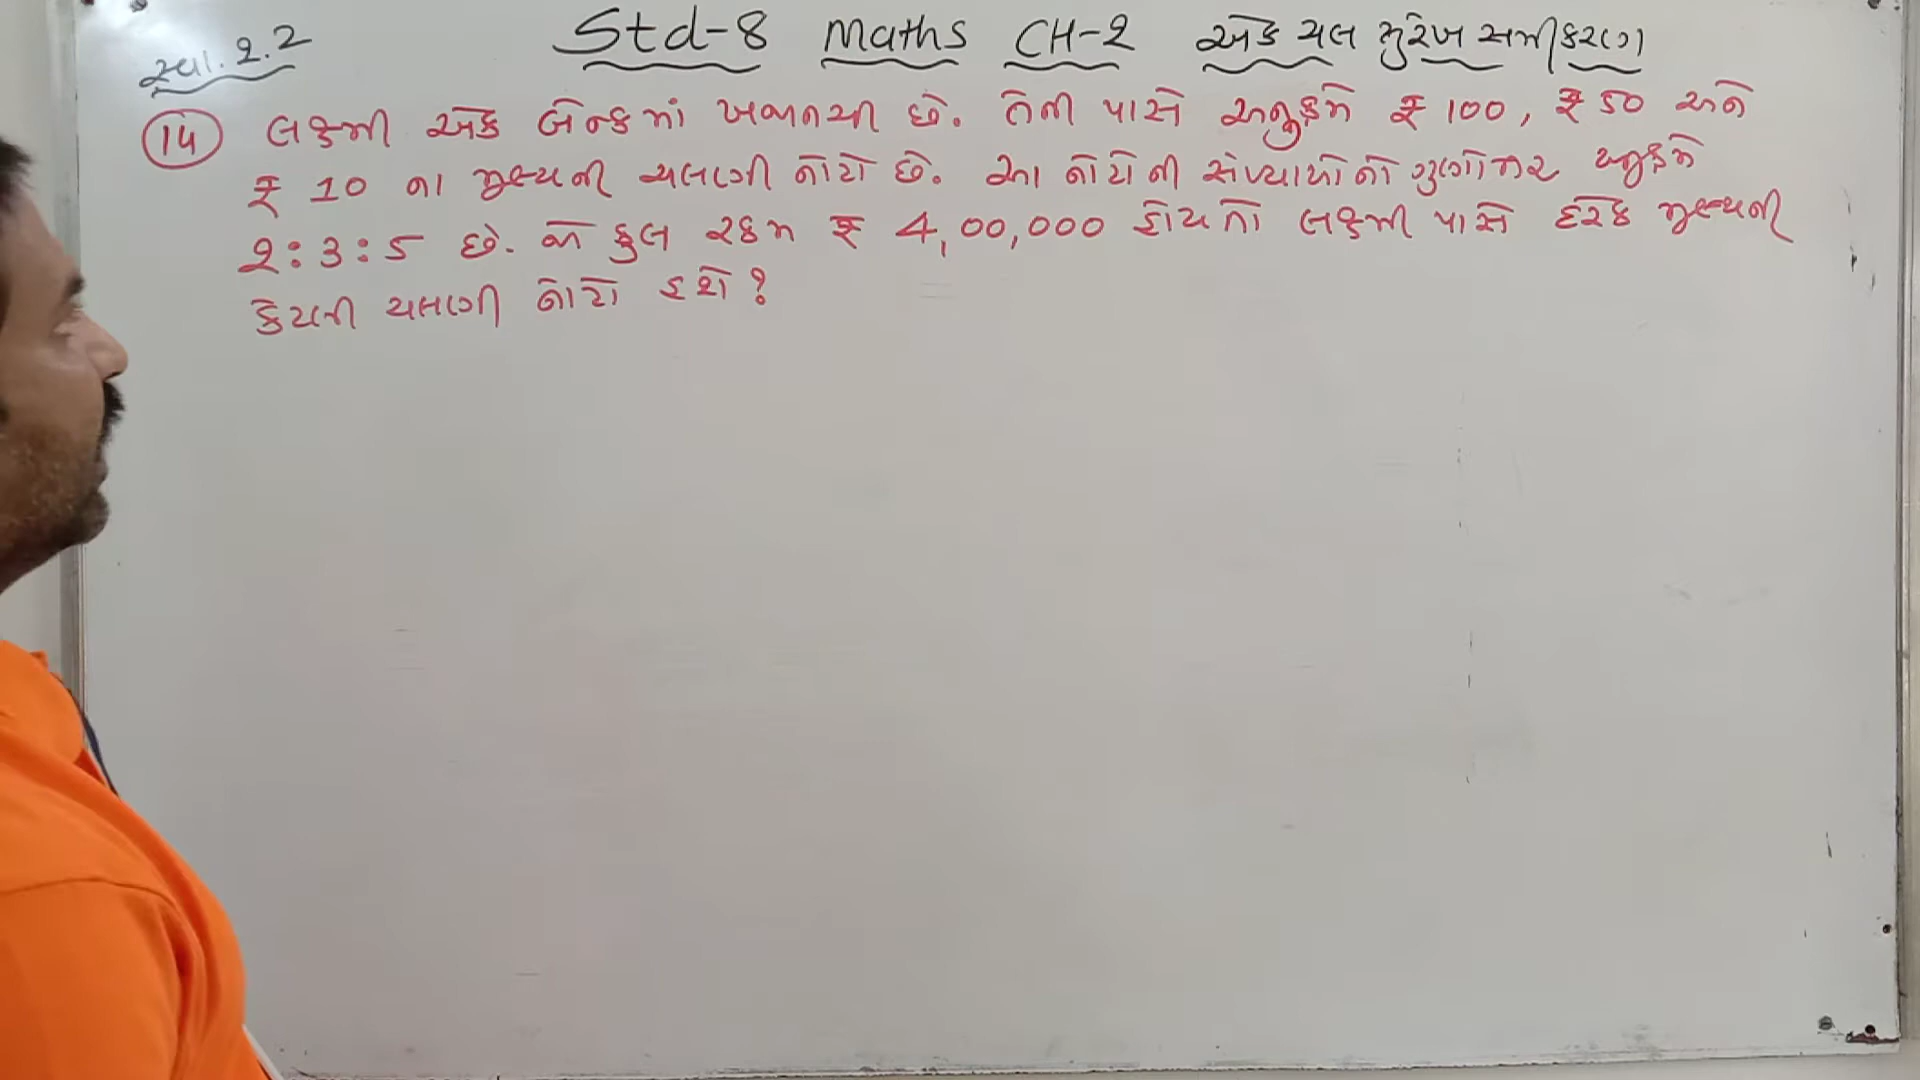 સ્વા. 2.2
Std-8 Maths CH-2 એક ચલ સુરેખ સમીકરણ
14 લક્ષ્મી એક બેન્કમાં ખજાનચી છે. તેની પાસે અનુક્રમે ₹ 100, ₹ 50 અને
₹ 10 ના મૂલ્યની ચલણી નોટો છે. આ નોટોની સંખ્યાઓનો ગુણોત્તર અનુક્રમે
2:3:5 છે. જો કુલ રકમ ₹ 4,00,000 હોય તો લક્ષ્મી પાસે દરેક મૂલ્યની
કેટલી ચલણી નોટો હશે ?